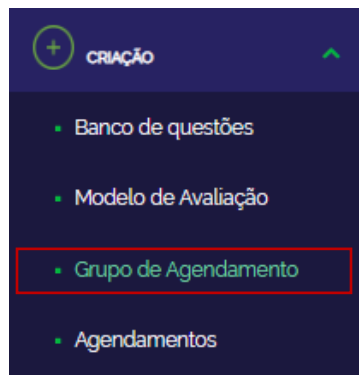 CRIAÇÃO
Banco de questões
Modelo de Avaliação
Grupo de Agendamento
Agendamentos